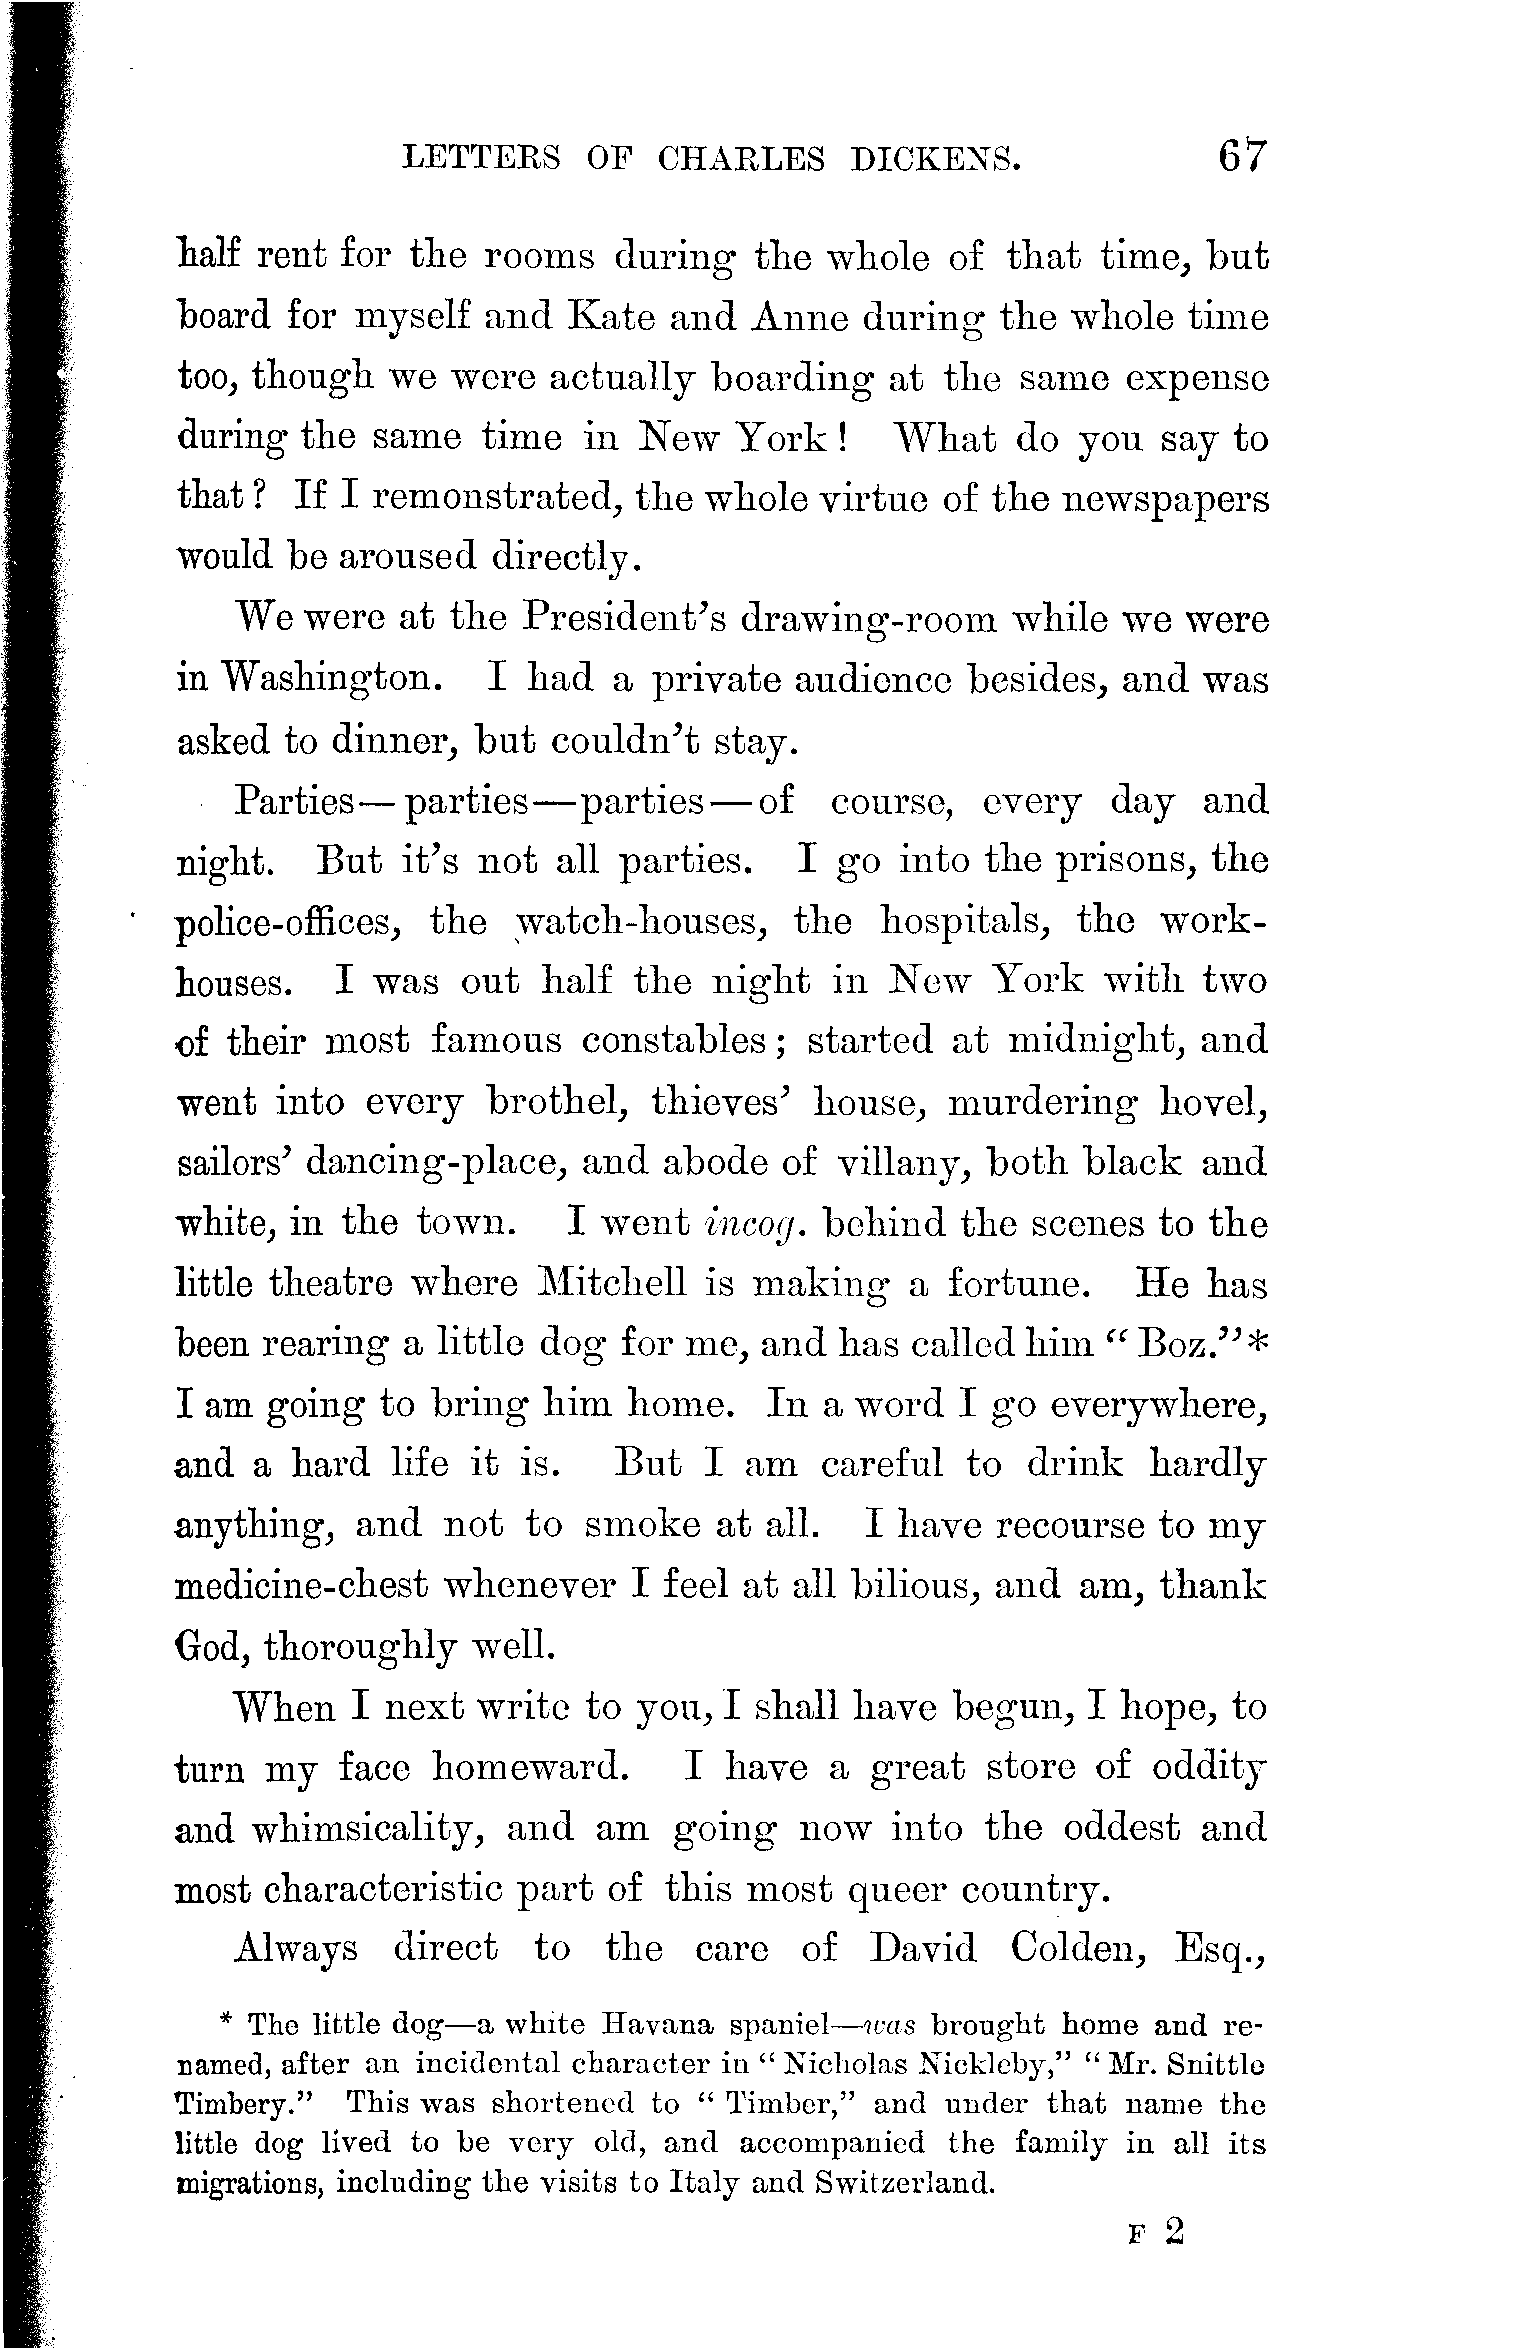 LETTERS OF CHARLES DICKENS. 67
half rent for the rooms during the whole of that time, but
board for myself and Kate and Anne during the whole time
too, though we were actually boarding at the same expense
during the same time in New York! What do you say to
that? If I remonstrated, the whole virtue of the newspapers
would be aroused directly.
We were at the President's drawing-room while we were
in Washington. I had a private audience besides, and was
asked to dinner, but couldn't stay.
Parties—parties—parties—of course, every day and
night. But it's not all parties. I go into the prisons, the
police-offices, the watch-houses, the hospitals, the work-
houses. I was out half the night in New York with two
of their most famous constables; started at midnight, and
went into every brothel, thieves' house, murdering hovel,
sailors' dancing-place, and abode of villany, both black and
white, in the town. I went incog. behind the scenes to the
little theatre where Mitchell is making a fortune. He has
been rearing a little dog for me, and has called him "Boz."*
I am going to bring him home. In a word I go everywhere,
and a hard life it is. But I am careful to drink hardly
anything, and not to smoke at all. I have recourse to my
medicine-chest whenever I feel at all bilious, and am, thank
God, thoroughly well.
When I next write to you, I shall have begun, I hope, to
turn my face homeward. I have a great store of oddity
and whimsicality, and am going now into the oddest and
most characteristic part of this most queer country.
Always direct to the care of David Colden, Esq.,
* The little dog—a white Havana spaniel—was brought home and re-
named, after an incidental character in "Nicholas Nickleby," "Mr. Snittle
Timbery." This was shortened to "Timber," and under that name the
little dog lived to be very old, and accompanied the family in all its
migrations, including the visits to Italy and Switzerland.
F 2